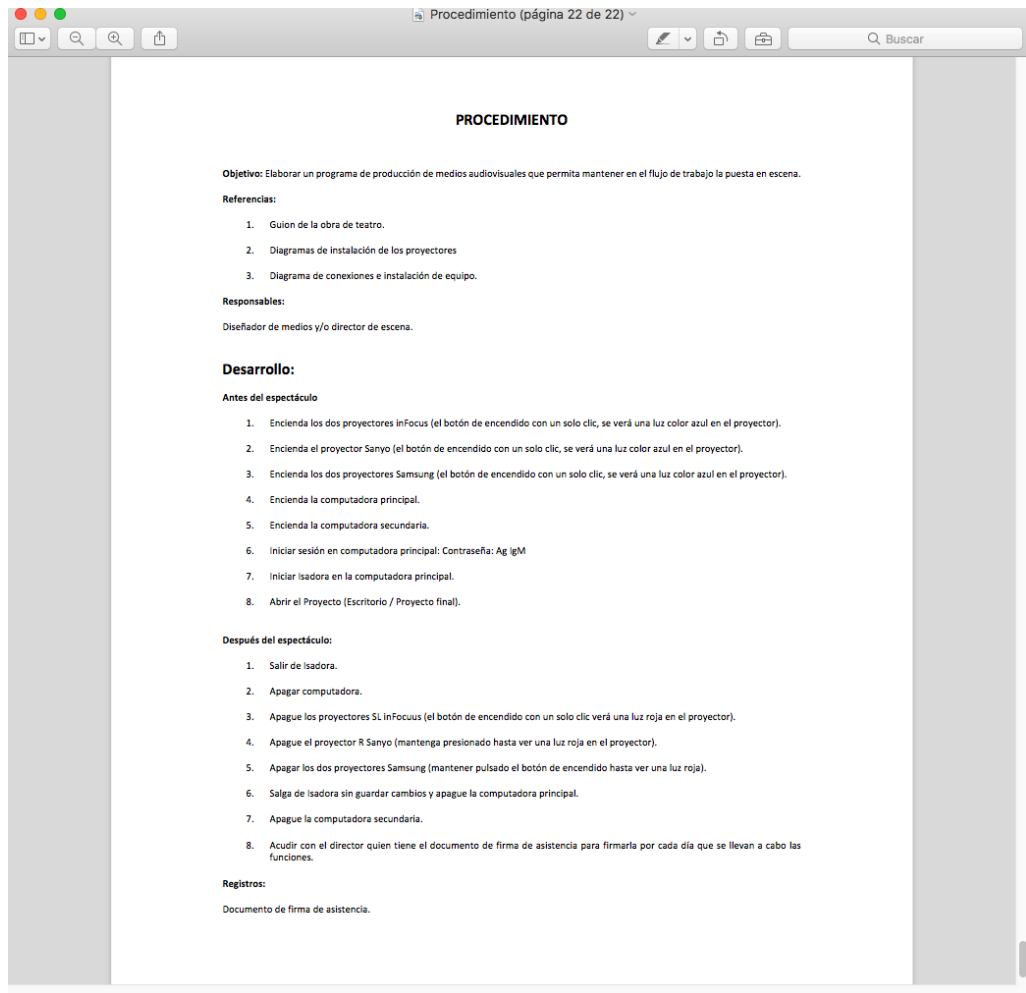 Procedimiento (página 22 de 22)
Buscar
PROCEDIMIENTO
Objetivo: Elaborar un programa de producción de medios audiovisuales que permita mantener en el flujo de trabajo la puesta en escena.
Referencias:
1. Guion de la obra de teatro.
2. Diagramas de instalación de los proyectores
3. Diagrama de conexiones e instalación de equipo.
Responsables:
Diseñador de medios y/o director de escena.
Desarrollo:
Antes del espectáculo
1. Encienda los dos proyectores inFocus (el botón de encendido con un solo clic, se verá una luz color azul en el proyector).
2. Encienda el proyector Sanyo (el botón de encendido con un solo clic, se verá una luz color azul en el proyector).
3. Encienda los dos proyectores Samsung (el botón de encendido con un solo clic, se verá una luz color azul en el proyector).
4. Encienda la computadora principal.
5. Encienda la computadora secundaria.
6. Iniciar sesión en computadora principal: Contraseña: Ag IgM
7. Iniciar Isadora en la computadora principal.
8. Abrir el Proyecto (Escritorio / Proyecto final).
Después del espectáculo:
1. Salir de Isadora.
2. Apagar computadora.
3. Apague los proyectores SL inFocuus (el botón de encendido con un solo clic verá una luz roja en el proyector).
4. Apague el proyector R Sanyo (mantenga presionado hasta ver una luz roja en el proyector).
5. Apagar los dos proyectores Samsung (mantener pulsado el botón de encendido hasta ver una luz roja).
6. Salga de Isadora sin guardar cambios y apague la computadora principal.
7. Apague la computadora secundaria.
8. Acudir con el director quien tiene el documento de firma de asistencia para firmarla por cada día que se llevan a cabo las
funciones.
Registros:
Documento de firma de asistencia.